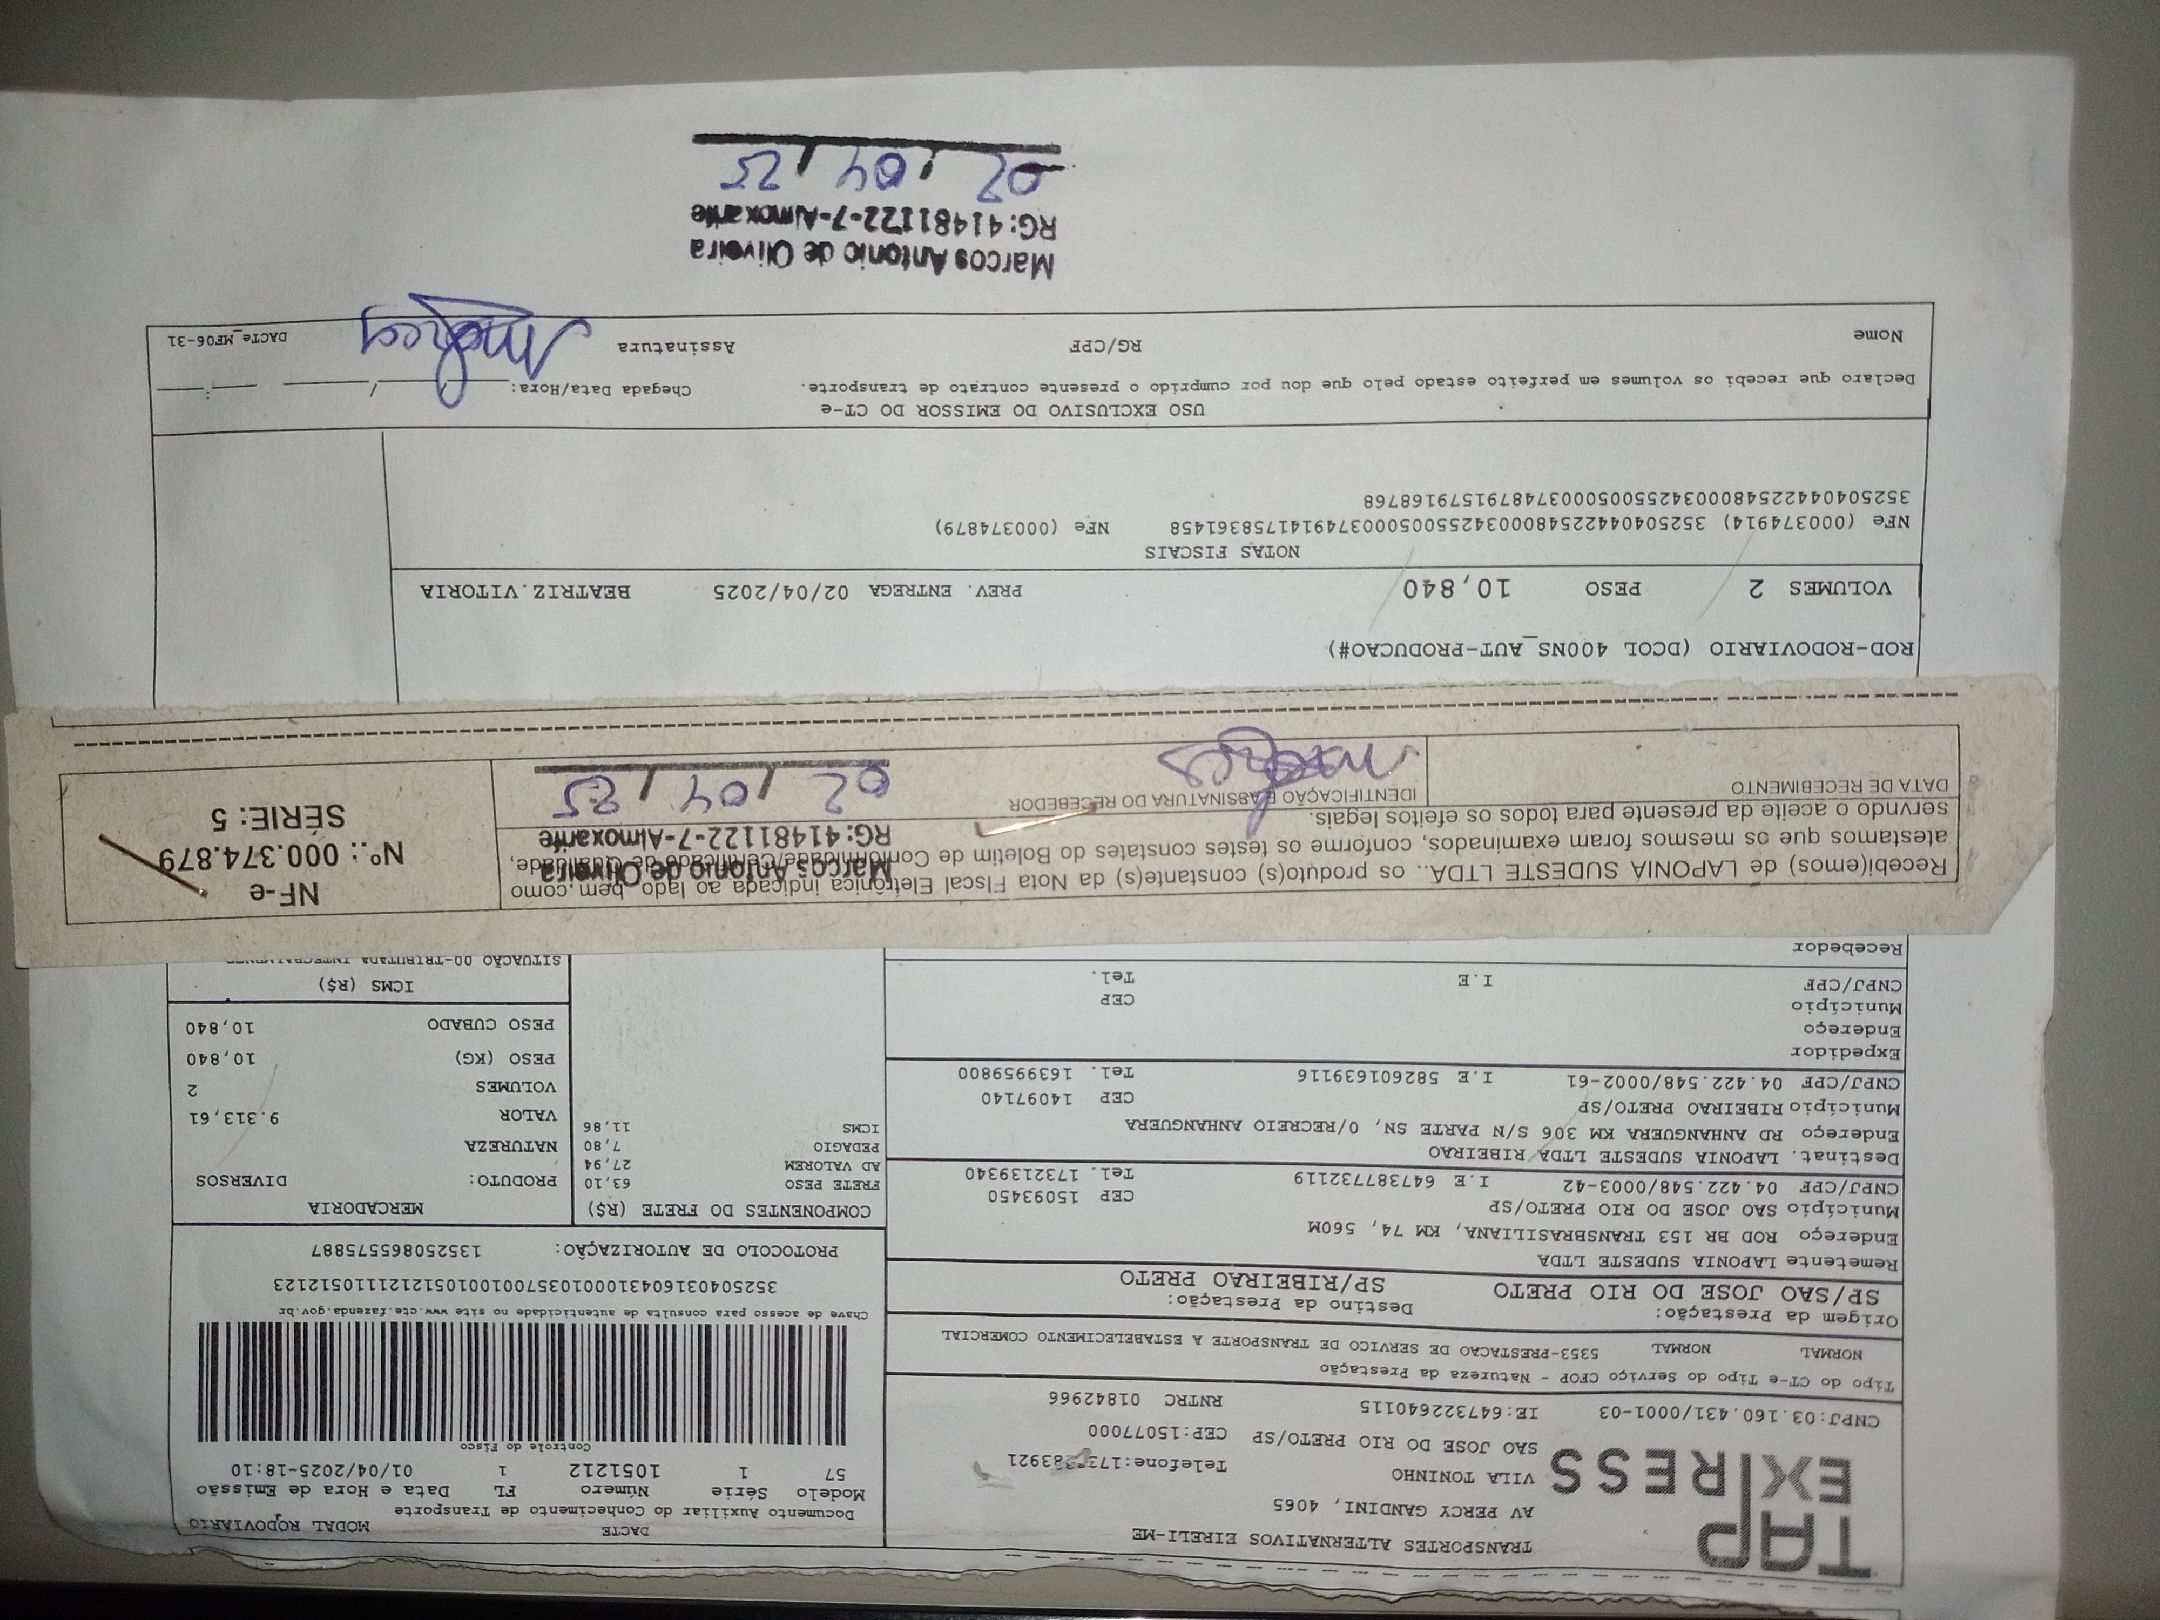 TAP
EXPRESS
TRANSPORTES ALTERNATIVOS EIRELI-ME
AV PERCY GANDINI, 4065
VILA TONINHO
Telefone:17
83921
SAO JOSE DO RIO PRETO/SP CEP:15077000
CNPJ:03.160.431/0001-03 IE:647322640115 RNTRC 01842966
Tipo do CT-e Tipo do Serviço CFOP - Natureza da Prestação
NORMAL NORMAL 5353-PRESTACAO DE SERVICO DE TRANSPORTE A ESTABELECIMENTO COMERCIAL
Origem da Prestação: Destino da Prestação:
SP/SAO JOSE DO RIO PRETO SP/RIBEIRAO PRETO
Remetente LAPONIA SUDESTE LTDA
Endereço ROD BR 153 TRANSBRASILIANA, KM 74, 560M
Município SAO JOSE DO RIO PRETO/SP CEP 15093450
CNPJ/CPF 04.422.548/0003-42 I.E 647387732119 Tel. 1732139340
Destinat. LAPONIA SUDESTE LTDA RIBEIRAO
Endereço RD ANHANGUERA KM 306 S/N PARTE SN, 0/RECREIO ANHANGUERA
Município RIBEIRAO PRETO/SP CEP 14097140
CNPJ/CPF 04.422.548/0002-61 I.E 582601639116 Tel. 1639959800
Expedidor
Endereço
Município CEP
CNPJ/CPF I.E Tel.
Recebedor
DACTE MODAL RODOVIÁRIO
Documento Auxiliar do Conhecimento de Transporte
Modelo Série Número FL Data e Hora de Emissão
57 1 1051212 1 01/04/2025-18:10
Controle do Fisco
Chave de acesso para consulta de autenticidade no site www.cte.fazenda.gov.br
35250403160431000103570010010512121111051212​3
PROTOCOLO DE AUTORIZAÇÃO: 135250865575887
COMPONENTES DO FRETE (R$)
FRETE PESO 63,10
AD VALOREM 27,94
PEDAGIO 7,80
ICMS 11,86
MERCADORIA
PRODUTO: DIVERSOS
NATUREZA
VALOR 9.313,61
VOLUMES 2
PESO (KG) 10,840
PESO CUBADO 10,840
ICMS (R$)
SITUAÇÃO 00-TRIBUTADA INTEGRALMENTE
Recebi(emos) de LAPONIA SUDESTE LTDA.. os produto(s) constante(s) da Nota Fiscal Eletrônica indicada ao lado, bem como
atestamos que os mesmos foram examinados, conforme os testes constates do Boletim de Conformidade/Certificado de Qualidade,
servndo o aceite da presente para todos os efeitos legais.
DATA DE RECEBIMENTO
IDENTIFICAÇÃO E ASSINATURA DO RECEBEDOR
Marcos Antonio de Oliveira
RG:41481122-7-Almoxarife
02/04/25
NF-e
Nº.: 000.374.879
SÉRIE: 5
ROD-RODOVIARIO (DCOL 400NS_AUT-PRODUCAO#)
VOLUMES 2 PESO 10,840 PREV. ENTREGA 02/04/2025 BEATRIZ.VITORIA
NOTAS FISCAIS
NFe (000374914) 35250404422548000342550050003749141758361458 NFe (000374879)
35250404422548000342550050003748791579168768
USO EXCLUSIVO DO EMISSOR DO CT-e
Declaro que recebi os volumes em perfeito estado pelo que dou por cumprido o presente contrato de transporte.
Chegada Data/Hora: / / :
Nome RG/CPF Assinatura DACTe_MF06-31
Marcos Antonio de Oliveira
RG:41481122-7-Almoxarife
02/04/25